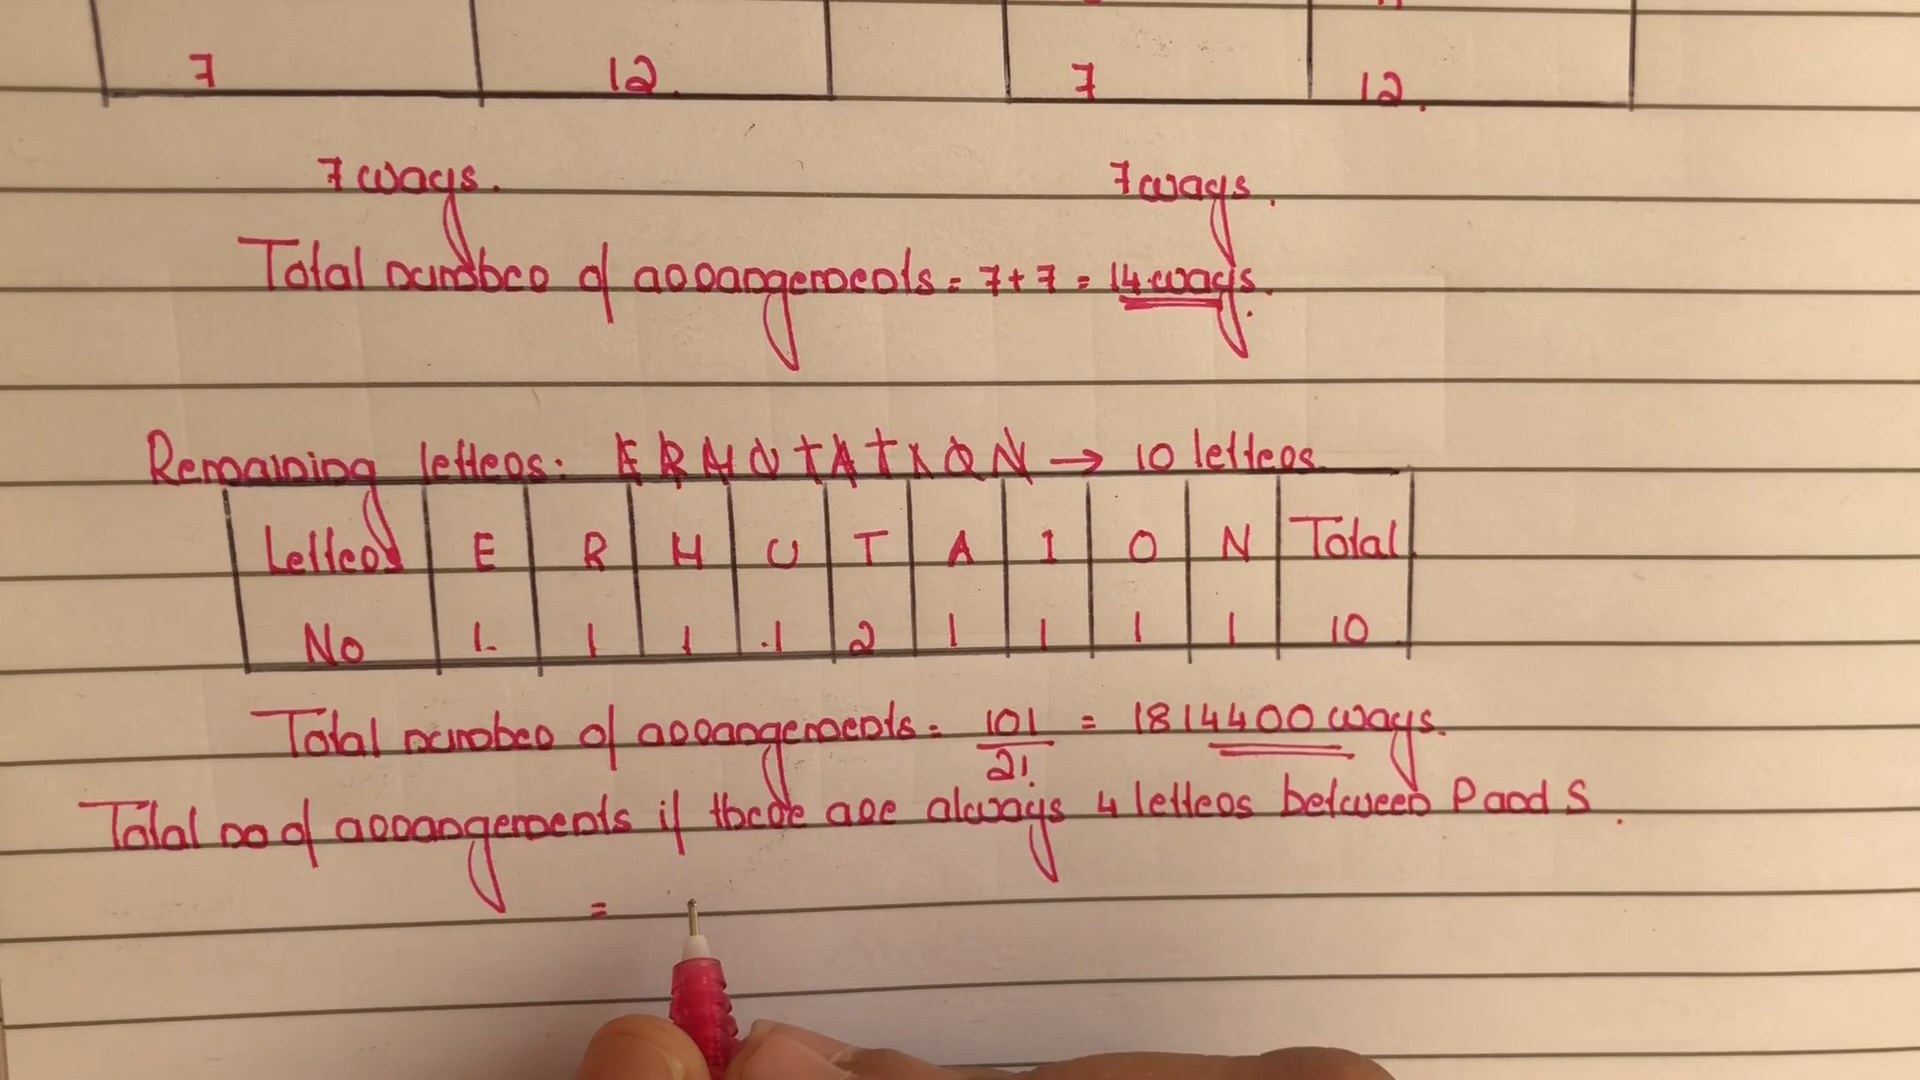 7 12 7 12.
7 ways. 7 ways.
Total number of arrangements = 7+7 = 14 ways.
Remaining letters: E R M U T A T I O N → 10 letters
Letters E R M U T A I O N Total
No 1 1 1 1 2 1 1 1 1 10
Total number of arrangements = 10! / 2! = 1814400 ways.
Total no of arrangements if there are always 4 letters between P and S.
=